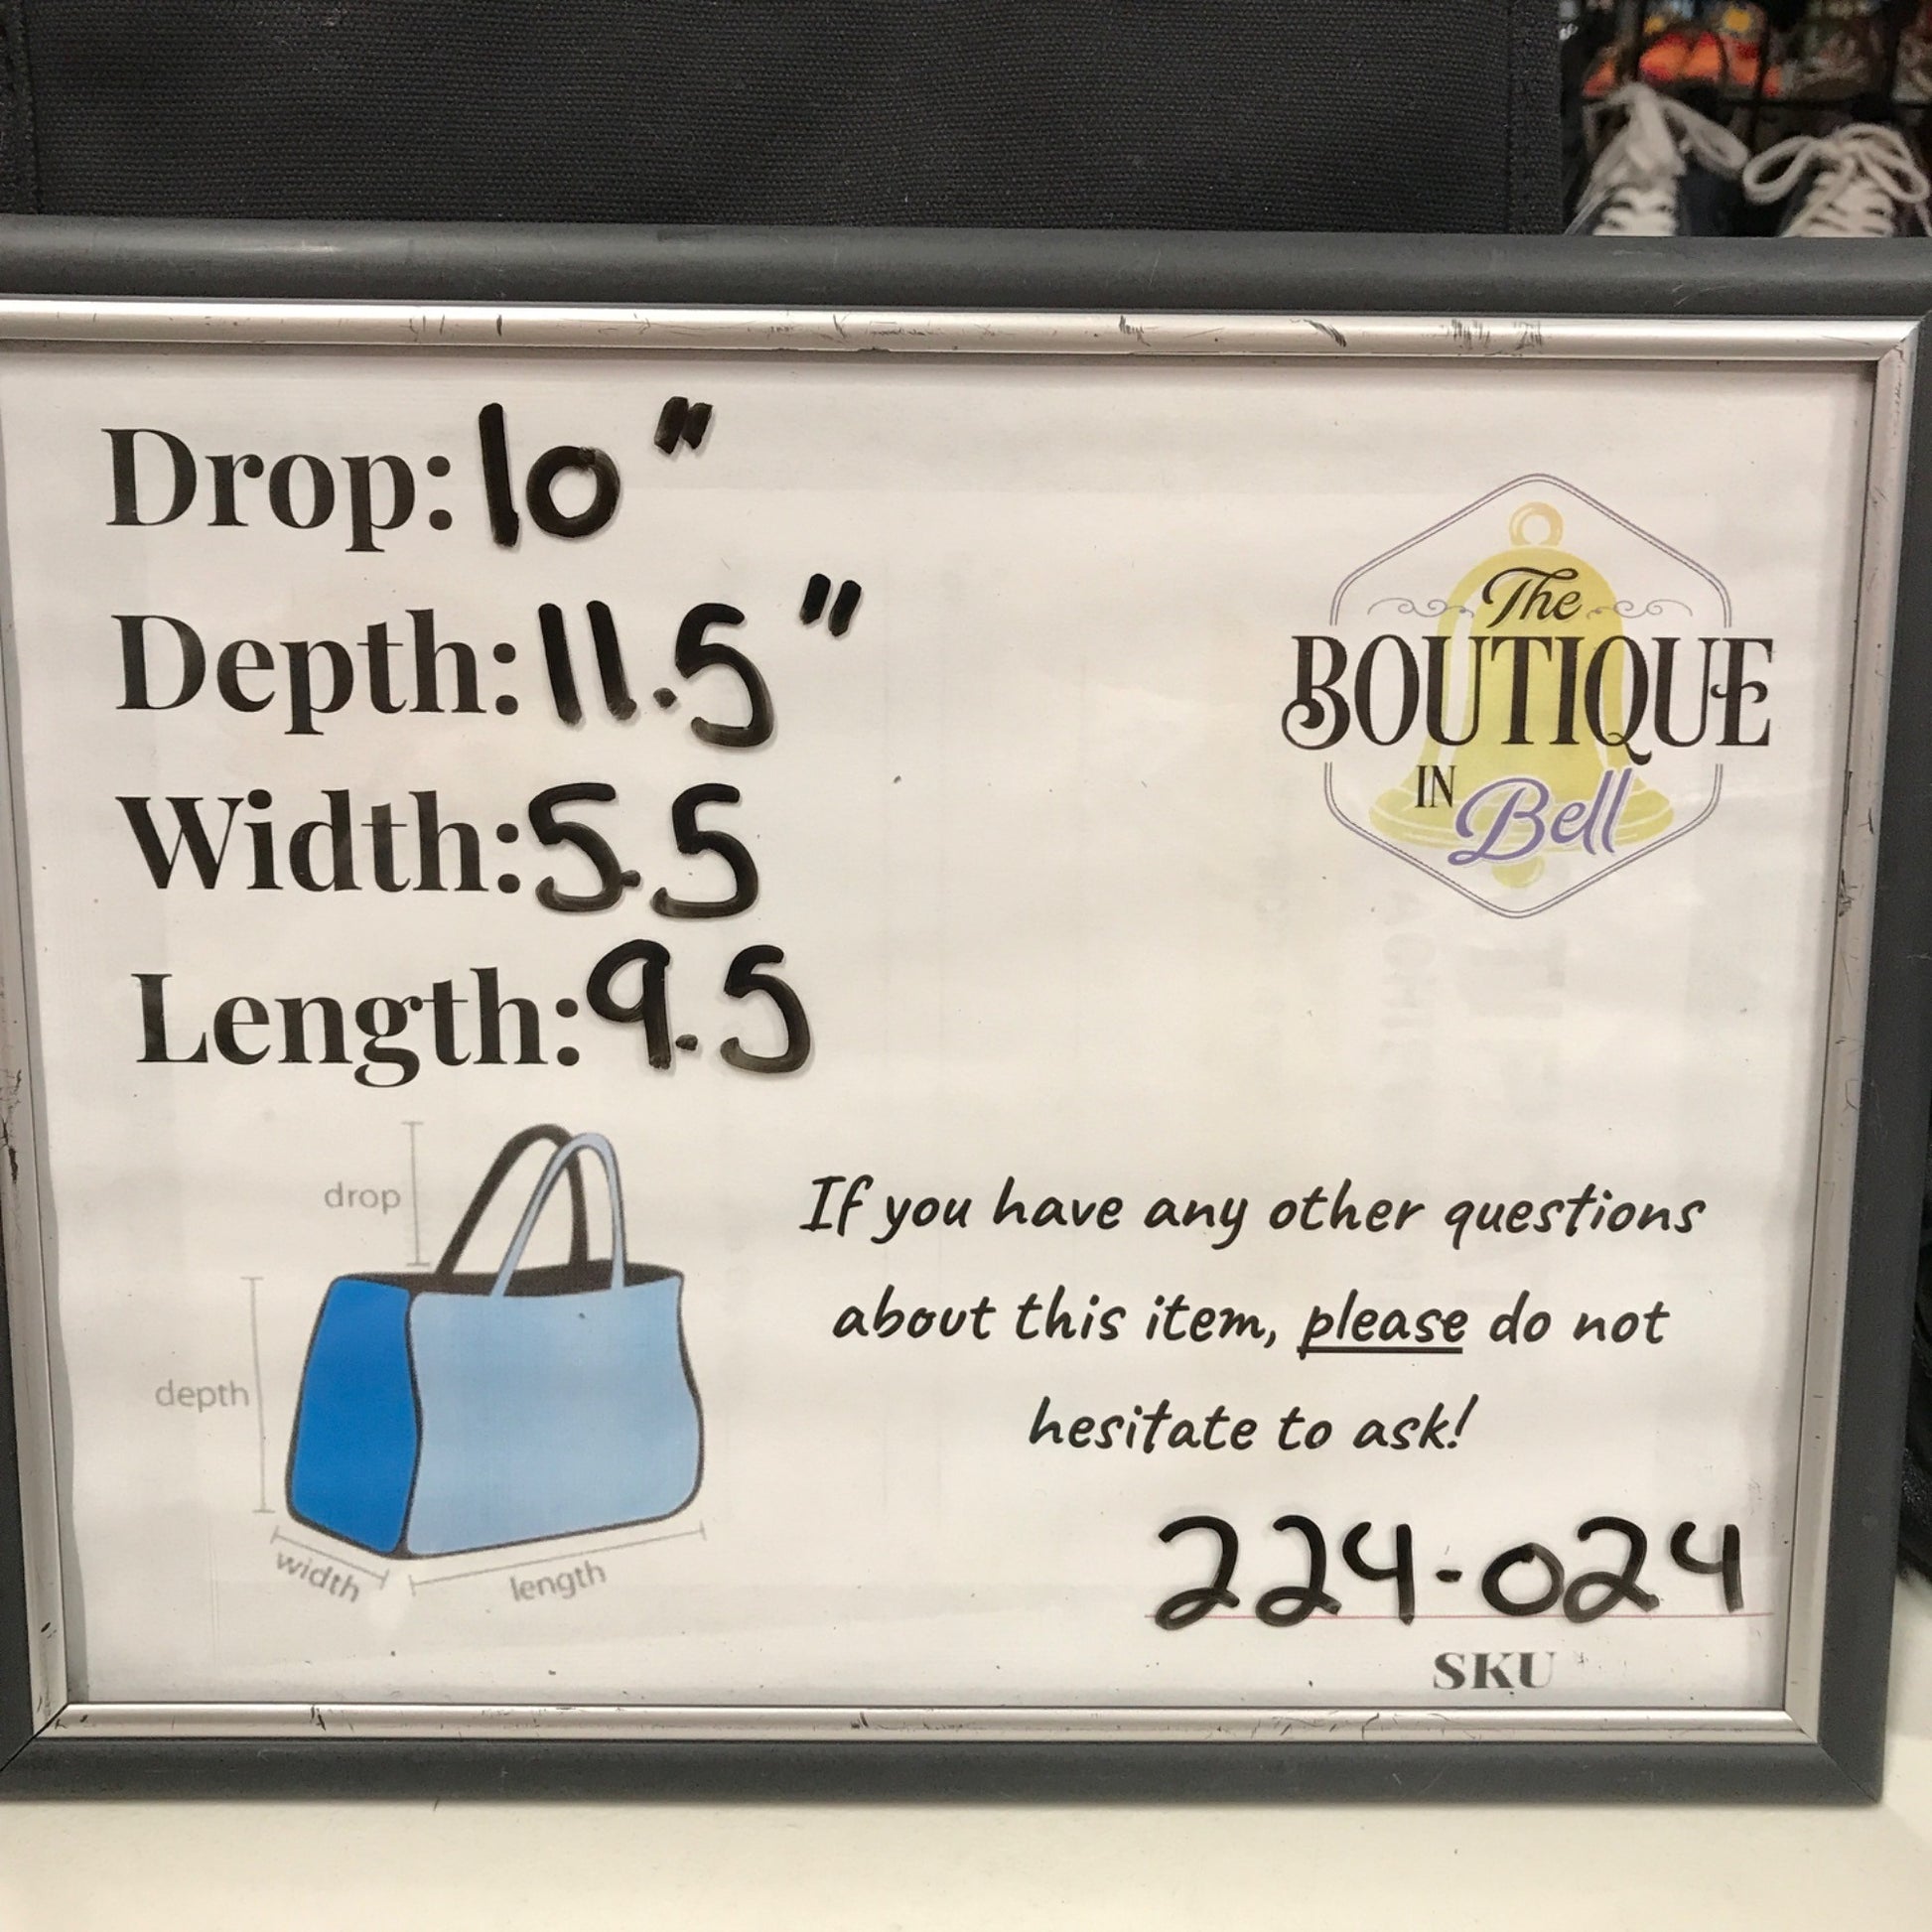 Drop: 10"
Depth: 11.5"
Width: 5.5
Length: 9.5
The
BOUTIQUE
IN Bell
drop
depth
width
length
If you have any other questions
about this item, please do not
hesitate to ask!
224-024
SKU